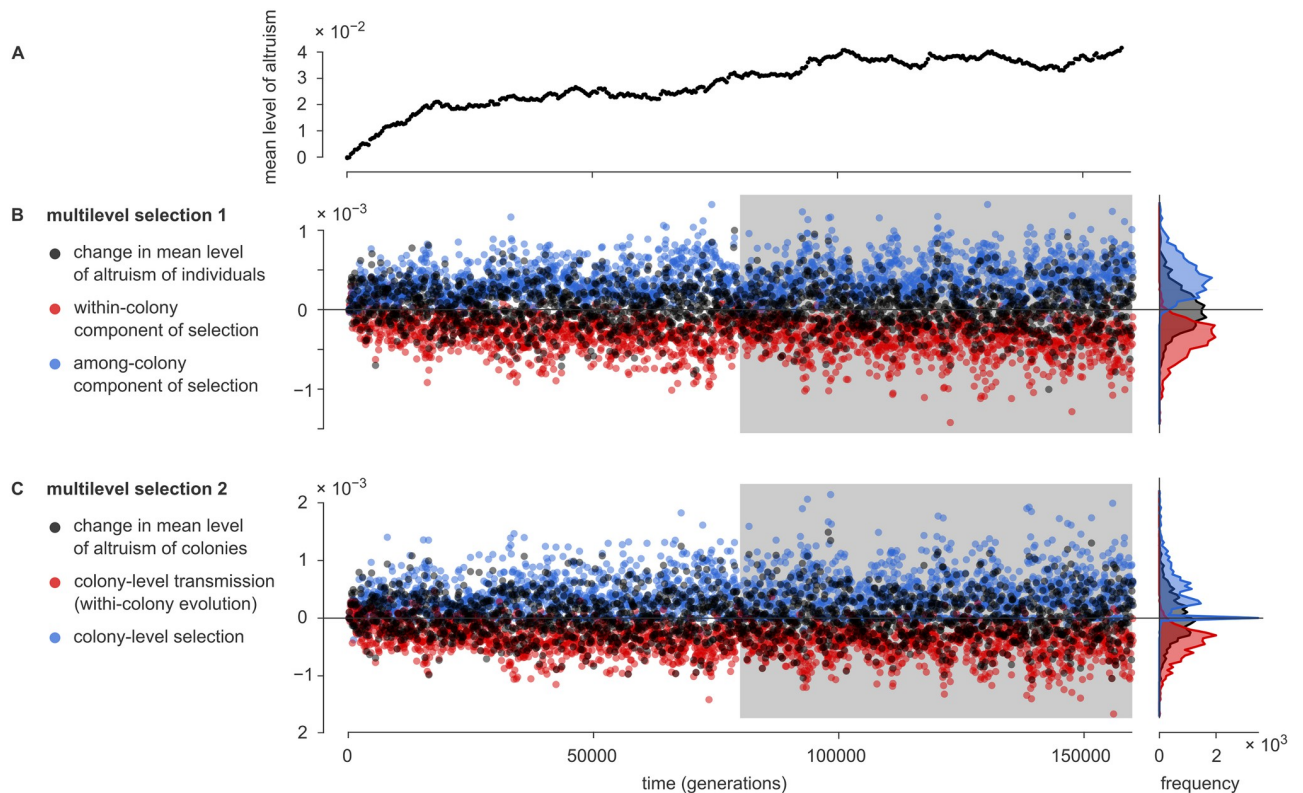 A
mean level of altruism
× 10⁻²
4
3
2
1
0
B multilevel selection 1
change in mean level
of altruism of individuals
within-colony
component of selection
among-colony
component of selection
× 10⁻³
1
0
−1
C multilevel selection 2
change in mean level
of altruism of colonies
colony-level transmission
(withi-colony evolution)
colony-level selection
× 10⁻³
2
1
0
−1
2
0 50000 100000 150000
time (generations)
0 2 × 10³
frequency